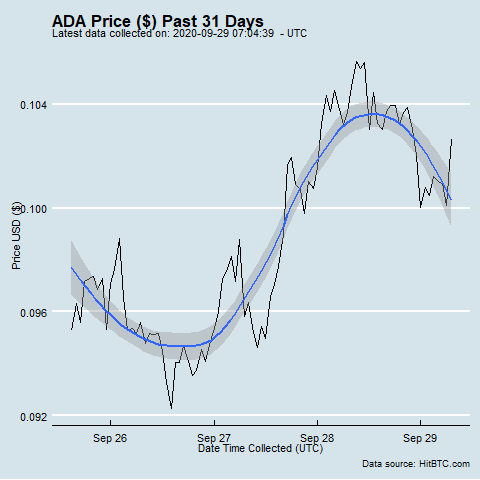 ADA Price ($) Past 31 Days
Latest data collected on: 2020-09-29 07:04:39 - UTC
Price USD ($)
0.104
0.100
0.096
0.092
Sep 26 Sep 27 Sep 28 Sep 29
Date Time Collected (UTC)
Data source: HitBTC.com